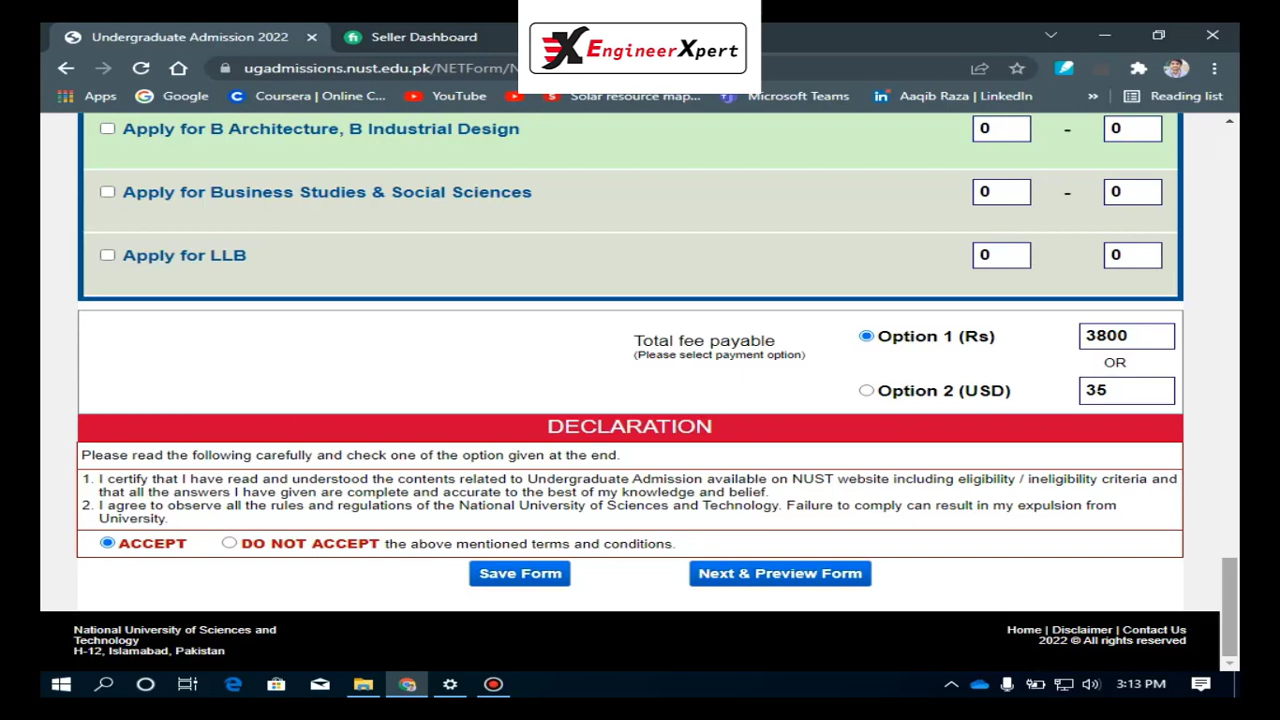 Undergraduate Admission 2022
Seller Dashboard
EngineerXpert
ugadmissions.nust.edu.pk/NETForm/N
Apps
Google
Coursera | Online C...
YouTube
Solar resource map...
Microsoft Teams
Aaqib Raza | LinkedIn
»
Reading list
Apply for B Architecture, B Industrial Design
0 - 0
Apply for Business Studies & Social Sciences
0 - 0
Apply for LLB
0 0
Total fee payable
(Please select payment option)
Option 1 (Rs)
3800
OR
Option 2 (USD)
35
DECLARATION
Please read the following carefully and check one of the option given at the end.
1. I certify that I have read and understood the contents related to Undergraduate Admission available on NUST website including eligibility / ineligibility criteria and
that all the answers I have given are complete and accurate to the best of my knowledge and belief.
2. I agree to observe all the rules and regulations of the National University of Sciences and Technology. Failure to comply can result in my expulsion from
University.
ACCEPT DO NOT ACCEPT the above mentioned terms and conditions.
Save Form
Next & Preview Form
National University of Sciences and
Technology
H-12, Islamabad, Pakistan
Home | Disclaimer | Contact Us
2022 © All rights reserved
3:13 PM